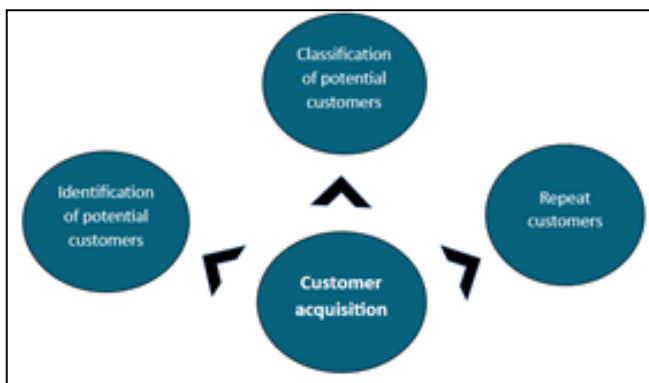 Classification
of potential
customers
Identification
of potential
customers
Repeat
customers
Customer
acquisition